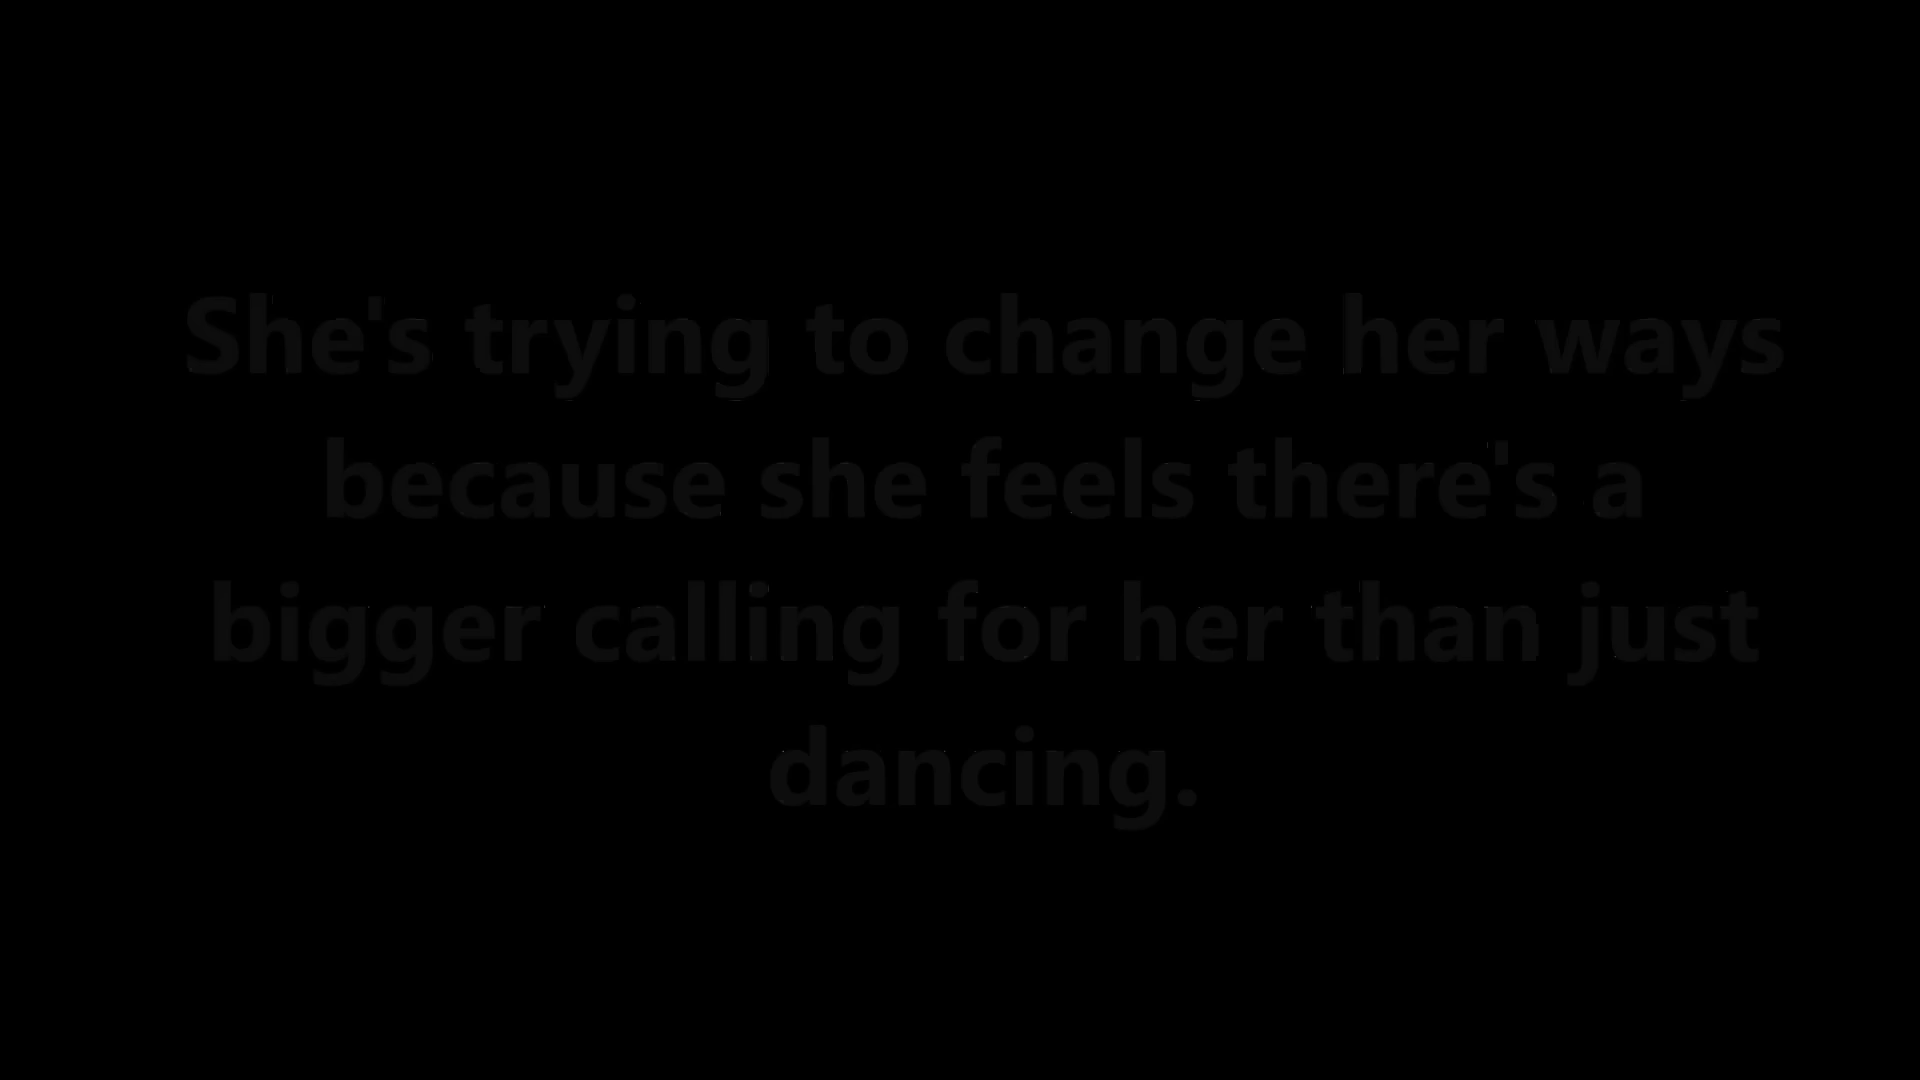 She's trying to change her ways
because she feels there's a
bigger calling for her than just
dancing.